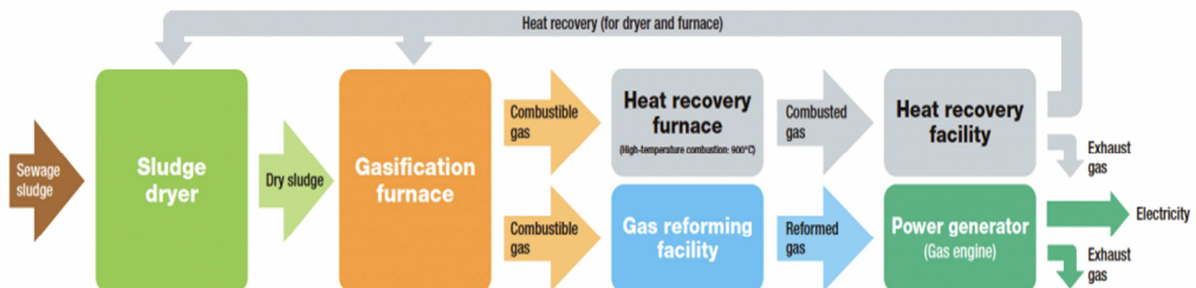 Heat recovery (for dryer and furnace)
Sewage
sludge
Sludge
dryer
Dry sludge
Gasification
furnace
Combustible
gas
Heat recovery
furnace
(High-temperature combustion: 900°C)
Combusted
gas
Heat recovery
facility
Exhaust
gas
Combustible
gas
Gas reforming
facility
Reformed
gas
Power generator
(Gas engine)
Electricity
Exhaust
gas